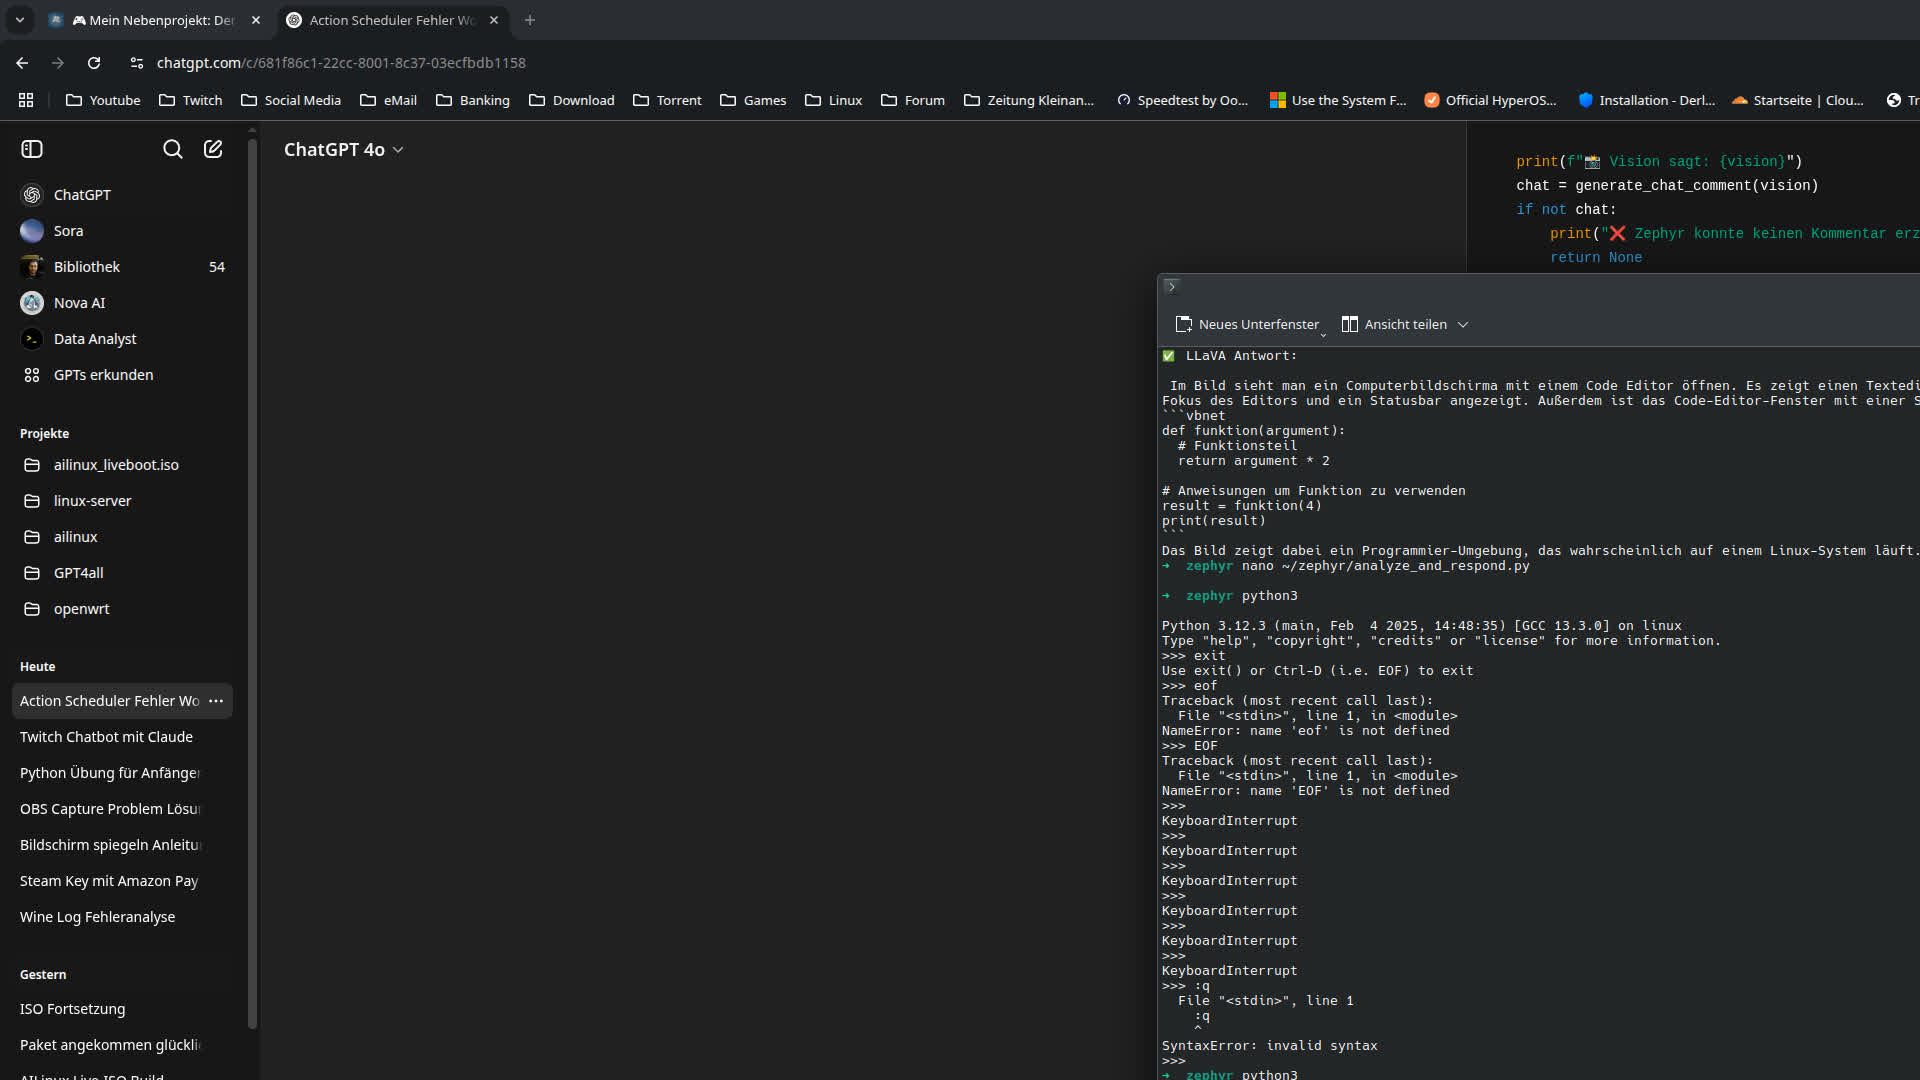 🎮 Mein Nebenprojekt: Der
Action Scheduler Fehler Wo
chatgpt.com/c/681f86c1-22cc-8001-8c37-03ecfbdb1158
Youtube
Twitch
Social Media
eMail
Banking
Download
Torrent
Games
Linux
Forum
Zeitung Kleinan...
Speedtest by Oo...
Use the System F...
Official HyperOS...
Installation - Derl...
Startseite | Clou...
Tr
ChatGPT
Sora
Bibliothek 54
Nova AI
Data Analyst
GPTs erkunden
Projekte
ailinux_liveboot.iso
linux-server
ailinux
GPT4all
openwrt
Heute
Action Scheduler Fehler Wo ...
Twitch Chatbot mit Claude
Python Übung für Anfänger
OBS Capture Problem Lösu
Bildschirm spiegeln Anleitu
Steam Key mit Amazon Pay
Wine Log Fehleranalyse
Gestern
ISO Fortsetzung
Paket angekommen glückli
AILinux Live ISO Build
ChatGPT 4o
print(f"📸 Vision sagt: {vision}")
chat = generate_chat_comment(vision)
if not chat:
    print("❌ Zephyr konnte keinen Kommentar erz
    return None
Neues Unterfenster
Ansicht teilen
✅ LLaVA Antwort:
 Im Bild sieht man ein Computerbildschirma mit einem Code Editor öffnen. Es zeigt einen Textedi
Fokus des Editors und ein Statusbar angezeigt. Außerdem ist das Code-Editor-Fenster mit einer S
```vbnet
def funktion(argument):
  # Funktionsteil
  return argument * 2
# Anweisungen um Funktion zu verwenden
result = funktion(4)
print(result)
```
Das Bild zeigt dabei ein Programmier-Umgebung, das wahrscheinlich auf einem Linux-System läuft.
➜  zephyr nano ~/zephyr/analyze_and_respond.py
➜  zephyr python3
Python 3.12.3 (main, Feb  4 2025, 14:48:35) [GCC 13.3.0] on linux
Type "help", "copyright", "credits" or "license" for more information.
>>> exit
Use exit() or Ctrl-D (i.e. EOF) to exit
>>> eof
Traceback (most recent call last):
  File "<stdin>", line 1, in <module>
NameError: name 'eof' is not defined
>>> EOF
Traceback (most recent call last):
  File "<stdin>", line 1, in <module>
NameError: name 'EOF' is not defined
>>>
KeyboardInterrupt
>>>
KeyboardInterrupt
>>>
KeyboardInterrupt
>>>
KeyboardInterrupt
>>>
KeyboardInterrupt
>>>
KeyboardInterrupt
>>> :q
  File "<stdin>", line 1
    :q
    ^
SyntaxError: invalid syntax
>>>
➜  zephyr python3